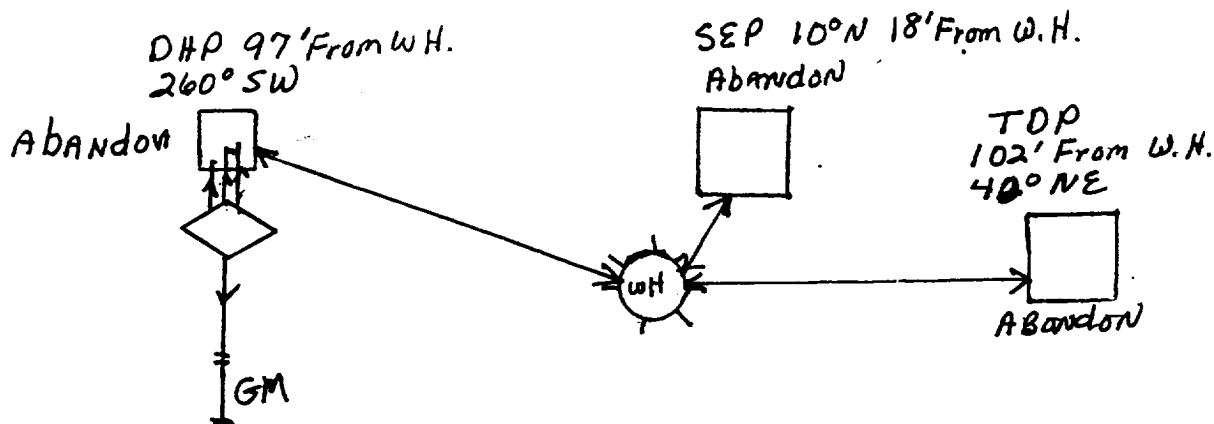 DHP 97' From WH.
260° SW
Abandon
SEP 10°N 18' From W.H.
Abandon
TDP
102' From W.H.
40° NE
Abandon
WH
GM